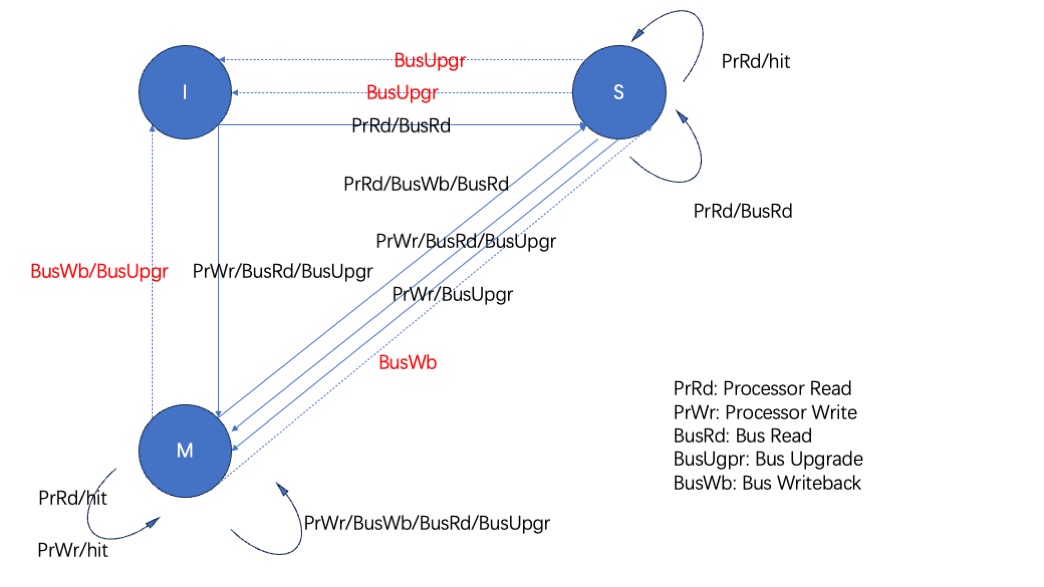 BusUpgr
I
S
PrRd/hit
BusUpgr
PrRd/BusRd
PrRd/BusWb/BusRd
PrRd/BusRd
PrWr/BusRd/BusUpgr
BusWb/BusUpgr
PrWr/BusRd/BusUpgr
PrWr/BusUpgr
BusWb
PrRd: Processor Read
PrWr: Processor Write
BusRd: Bus Read
BusUgpr: Bus Upgrade
BusWb: Bus Writeback
M
PrRd/hit
PrWr/BusWb/BusRd/BusUpgr
PrWr/hit